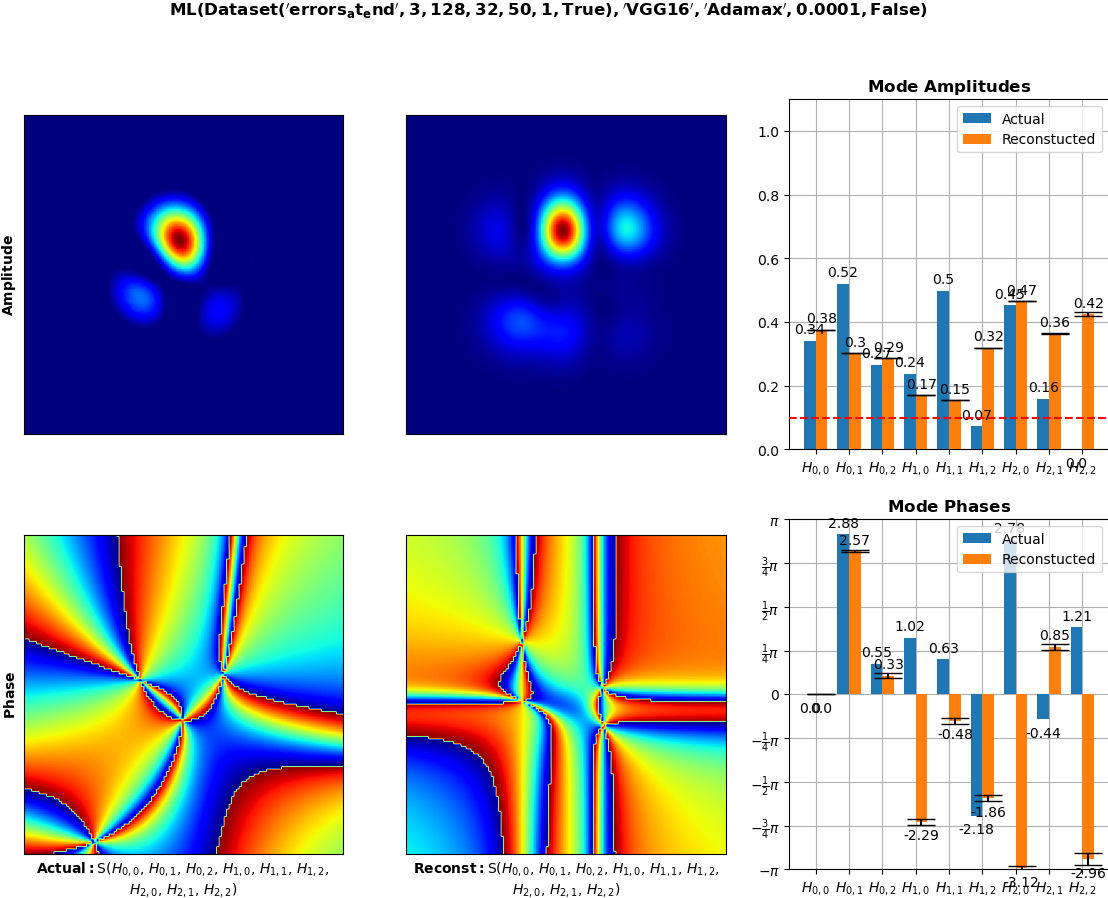 ML(Dataset('errors_at_end', 3, 128, 32, 50, 1, True), 'VGG16', 'Adamax', 0.0001, False)
Amplitude
Mode Amplitudes
Actual
Reconstucted
1.0
0.8
0.6
0.4
0.2
0.0
0.34
0.38
0.52
0.3
0.27
0.29
0.24
0.17
0.5
0.15
0.07
0.32
0.45
0.47
0.16
0.36
0.0
0.42
H0,0 H0,1 H0,2 H1,0 H1,1 H1,2 H2,0 H2,1 H2,2
Phase
Actual: S(H0,0, H0,1, H0,2, H1,0, H1,1, H1,2,
H2,0, H2,1, H2,2)
Reconst: S(H0,0, H0,1, H0,2, H1,0, H1,1, H1,2,
H2,0, H2,1, H2,2)
Mode Phases
Actual
Reconstucted
π
3/4π
1/2π
1/4π
0
−1/4π
−1/2π
−3/4π
−π
0.0
0.0
2.88
2.57
0.55
0.33
1.02
-2.29
0.63
-0.48
-2.18
-1.86
2.78
-3.12
-0.44
0.85
1.21
-2.96
H0,0 H0,1 H0,2 H1,0 H1,1 H1,2 H2,0 H2,1 H2,2